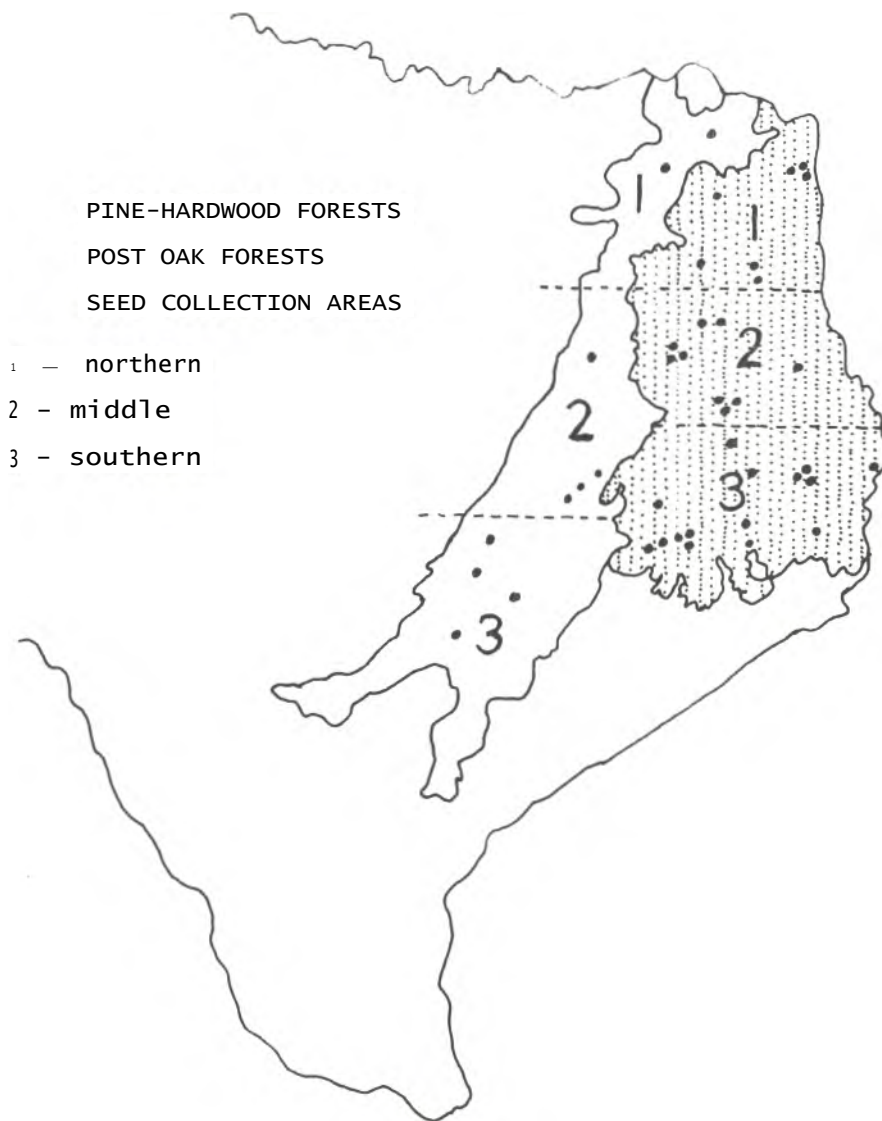 PINE-HARDWOOD FORESTS
POST OAK FORESTS
SEED COLLECTION AREAS
1 — northern
2 - middle
3 - southern
1
1
2
2
3
3